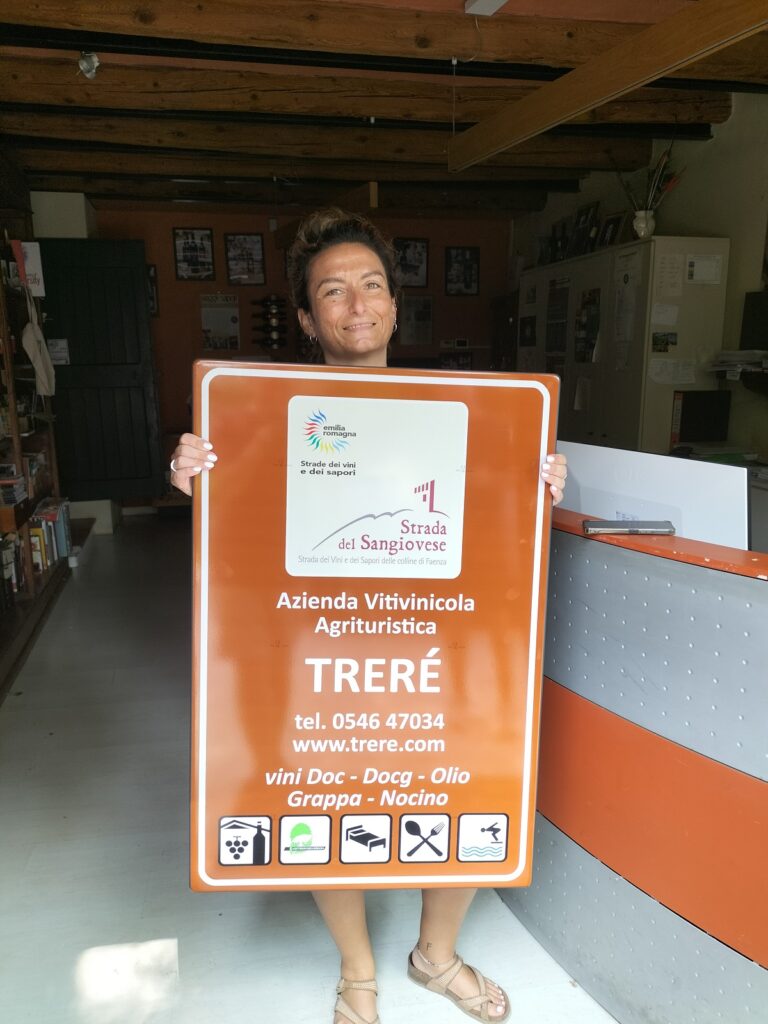 emilia
romagna
Strade dei vini
e dei sapori
Strada
del Sangiovese
Strada dei Vini e dei Sapori delle colline di Faenza
Azienda Vitivinicola
Agrituristica
TRERÉ
tel. 0546 47034
www.trere.com
vini Doc - Docg - Olio
Grappa - Nocino